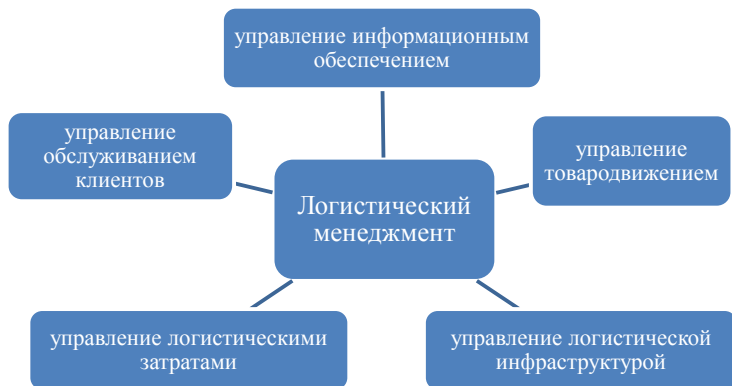 управление информационным
обеспечением
управление
обслуживанием
клиентов
управление
товародвижением
Логистический
менеджмент
управление логистическими
затратами
управление логистической
инфраструктурой